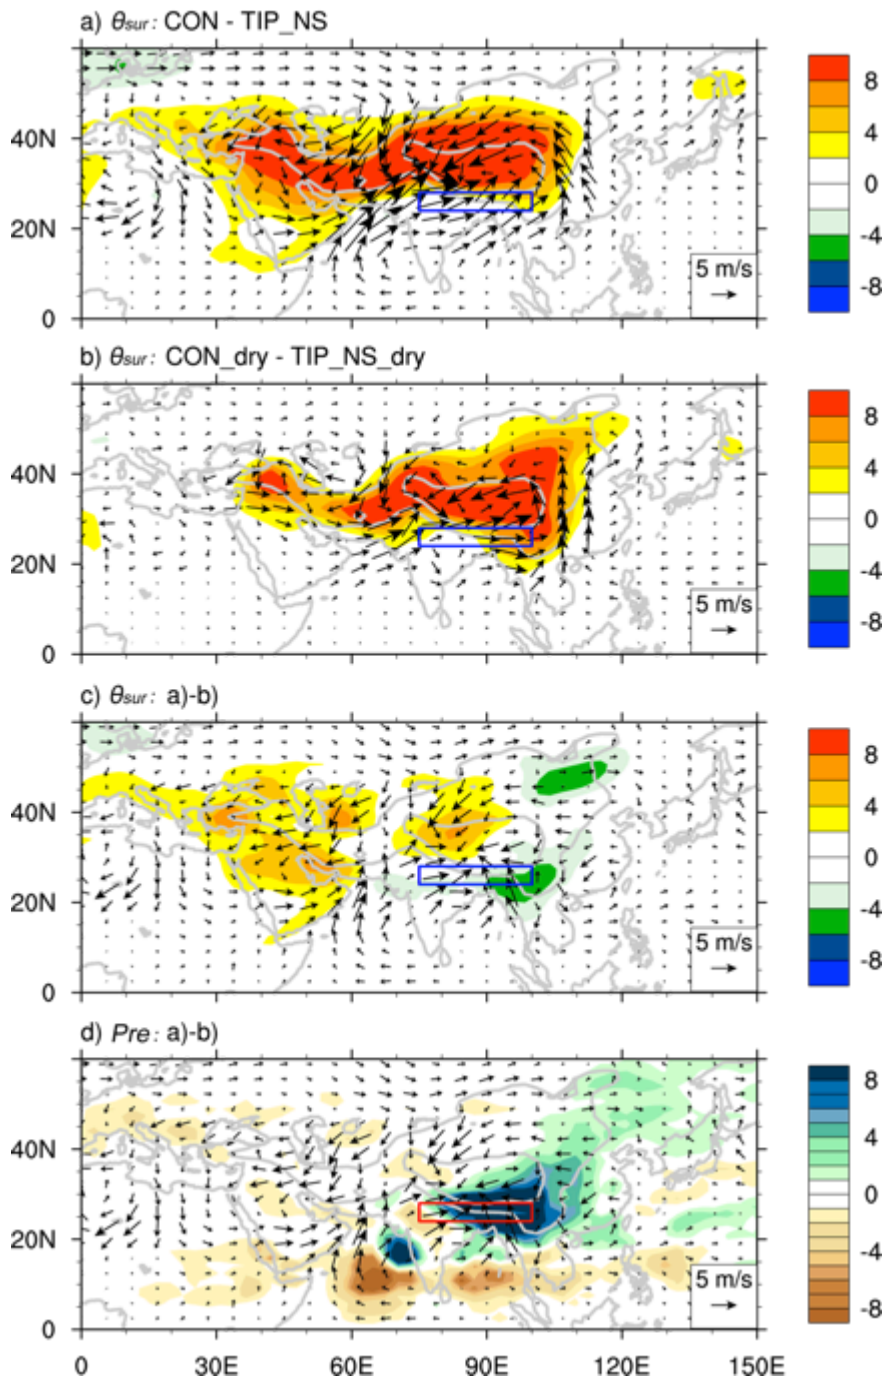 a) θsur: CON - TIP_NS
40N
20N
0
5 m/s
8
4
0
-4
-8
b) θsur: CON_dry - TIP_NS_dry
40N
20N
0
5 m/s
8
4
0
-4
-8
c) θsur: a)-b)
40N
20N
0
5 m/s
8
4
0
-4
-8
d) Pre: a)-b)
40N
20N
0
5 m/s
8
4
0
-4
-8
0 30E 60E 90E 120E 150E